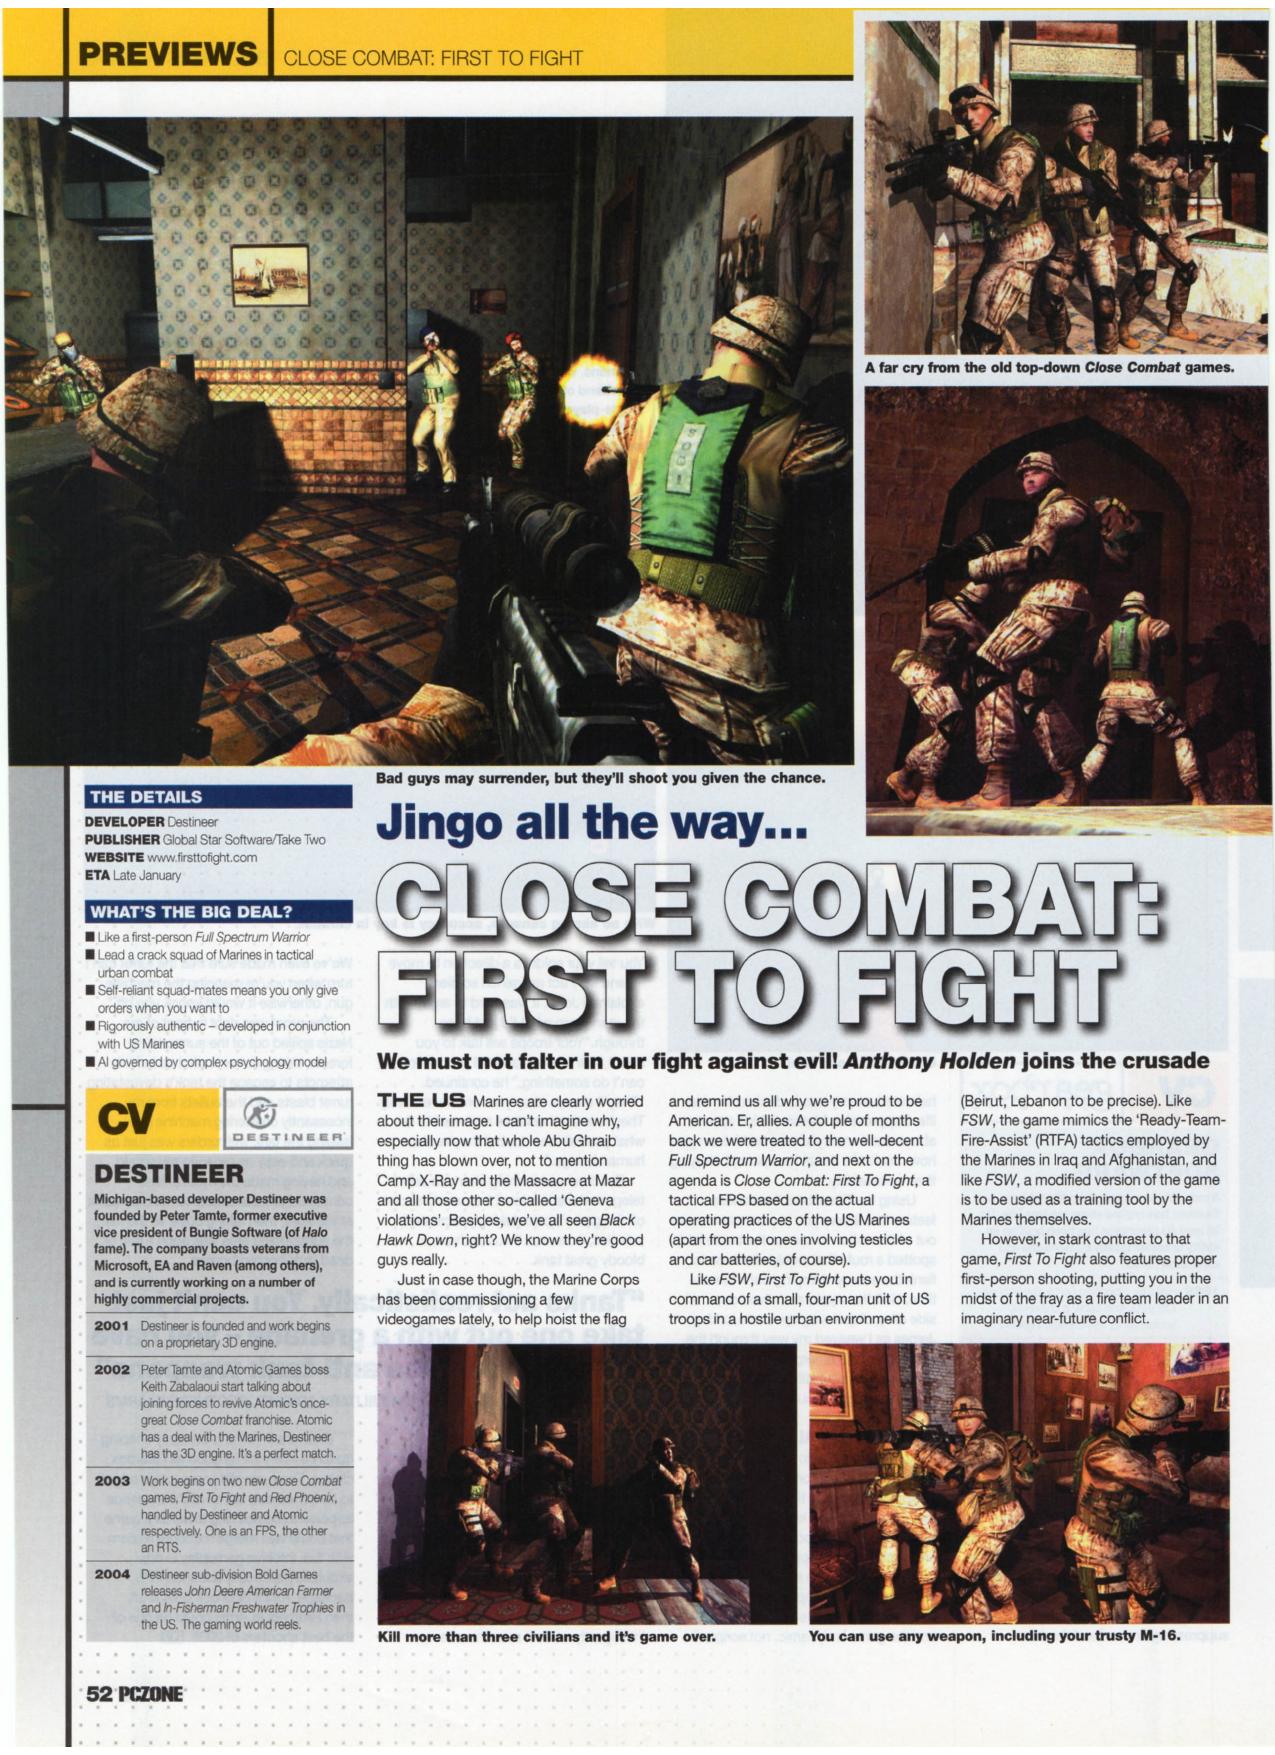 PREVIEWS CLOSE COMBAT: FIRST TO FIGHT
A far cry from the old top-down Close Combat games.
Bad guys may surrender, but they'll shoot you given the chance.
THE DETAILS
DEVELOPER Destineer
PUBLISHER Global Star Software/Take Two
WEBSITE www.firsttofight.com
ETA Late January
WHAT'S THE BIG DEAL?
■ Like a first-person Full Spectrum Warrior
■ Lead a crack squad of Marines in tactical
urban combat
■ Self-reliant squad-mates means you only give
orders when you want to
■ Rigorously authentic – developed in conjunction
with US Marines
■ AI governed by complex psychology model
CV
DESTINEER
DESTINEER
Michigan-based developer Destineer was
founded by Peter Tamte, former executive
vice president of Bungie Software (of Halo
fame). The company boasts veterans from
Microsoft, EA and Raven (among others),
and is currently working on a number of
highly commercial projects.
2001 Destineer is founded and work begins
on a proprietary 3D engine.
2002 Peter Tamte and Atomic Games boss
Keith Zabalaoui start talking about
joining forces to revive Atomic's once-
great Close Combat franchise. Atomic
has a deal with the Marines, Destineer
has the 3D engine. It's a perfect match.
2003 Work begins on two new Close Combat
games, First To Fight and Red Phoenix,
handled by Destineer and Atomic
respectively. One is an FPS, the other
an RTS.
2004 Destineer sub-division Bold Games
releases John Deere American Farmer
and In-Fisherman Freshwater Trophies in
the US. The gaming world reels.
Jingo all the way...
CLOSE COMBAT:
FIRST TO FIGHT
We must not falter in our fight against evil! Anthony Holden joins the crusade
THE US Marines are clearly worried
about their image. I can't imagine why,
especially now that whole Abu Ghraib
thing has blown over, not to mention
Camp X-Ray and the Massacre at Mazar
and all those other so-called 'Geneva
violations'. Besides, we've all seen Black
Hawk Down, right? We know they're good
guys really.
Just in case though, the Marine Corps
has been commissioning a few
videogames lately, to help hoist the flag
and remind us all why we're proud to be
American. Er, allies. A couple of months
back we were treated to the well-decent
Full Spectrum Warrior, and next on the
agenda is Close Combat: First To Fight, a
tactical FPS based on the actual
operating practices of the US Marines
(apart from the ones involving testicles
and car batteries, of course).
Like FSW, First To Fight puts you in
command of a small, four-man unit of US
troops in a hostile urban environment
(Beirut, Lebanon to be precise). Like
FSW, the game mimics the 'Ready-Team-
Fire-Assist' (RTFA) tactics employed by
the Marines in Iraq and Afghanistan, and
like FSW, a modified version of the game
is to be used as a training tool by the
Marines themselves.
However, in stark contrast to that
game, First To Fight also features proper
first-person shooting, putting you in the
midst of the fray as a fire team leader in an
imaginary near-future conflict.
Kill more than three civilians and it's game over.
You can use any weapon, including your trusty M-16.
52 PCZONE